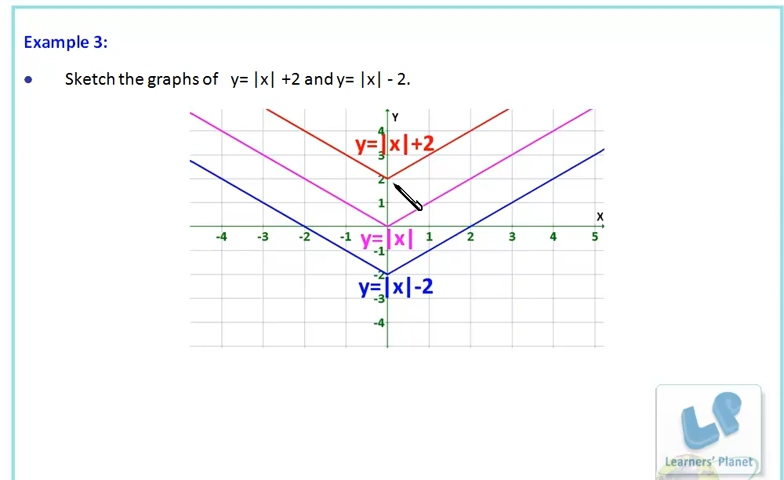 Example 3:
• Sketch the graphs of y= |x| +2 and y= |x| - 2.
Y
4
y=|x|+2
3
2
1
X
-4 -3 -2 -1 1 2 3 4 5
y=|x|
-1
-2
y=|x|-2
-3
-4
LP
Learners' Planet